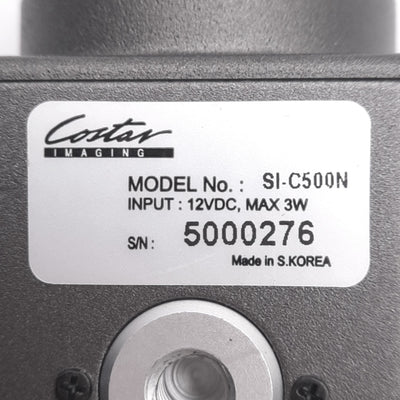 Costar
IMAGING
MODEL No. : SI-C500N
INPUT : 12VDC, MAX 3W
S/N : 5000276
Made in S.KOREA